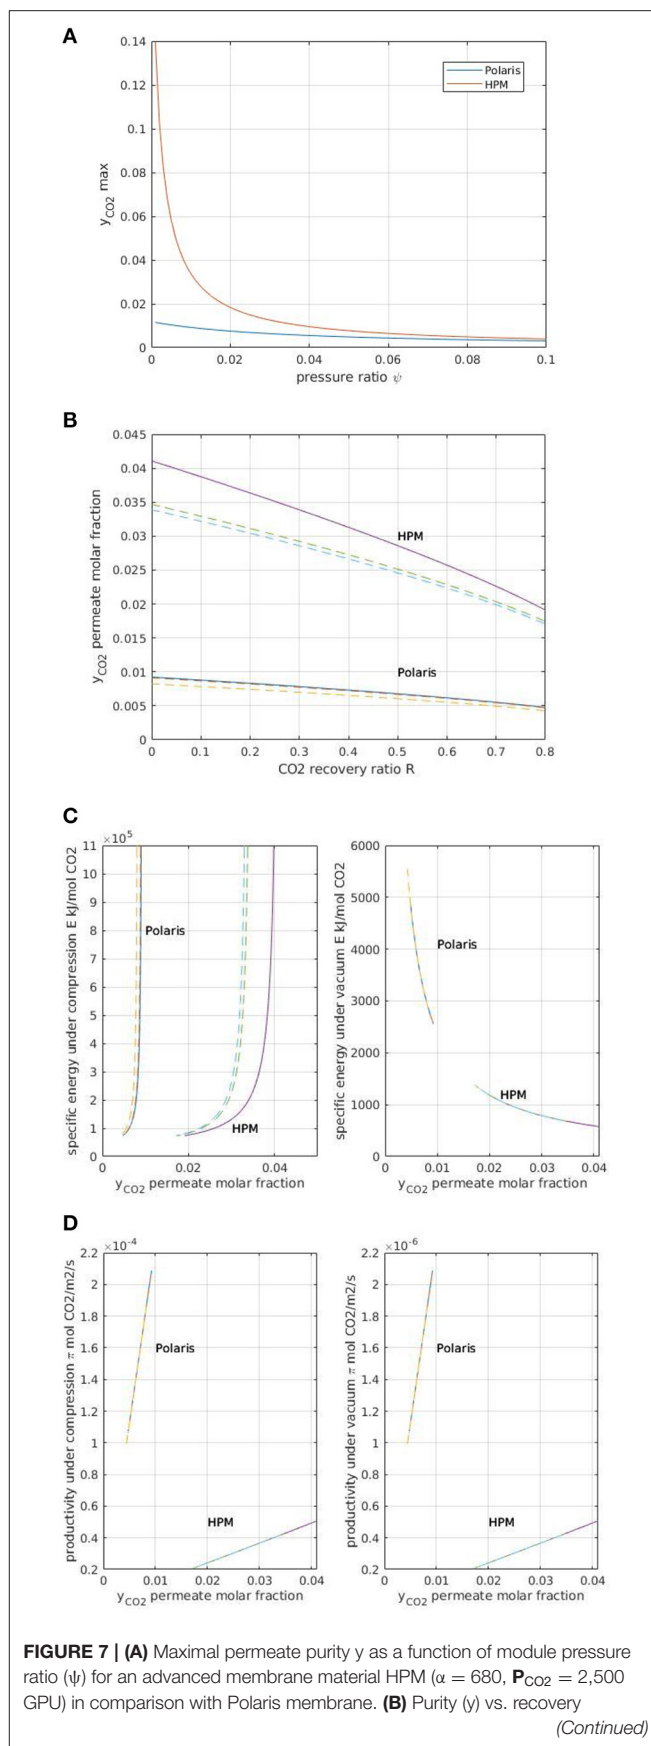 A
0.14
0.12
0.1
0.08
0.06
0.04
0.02
0
y_CO2 max
Polaris
HPM
0 0.02 0.04 0.06 0.08 0.1
pressure ratio ψ
B
0.045
0.04
0.035
0.03
0.025
0.02
0.015
0.01
0.005
0
y_CO2 permeate molar fraction
HPM
Polaris
0 0.1 0.2 0.3 0.4 0.5 0.6 0.7 0.8
CO2 recovery ratio R
C
×10^5
11
10
9
8
7
6
5
4
3
2
1
0
specific energy under compression E kJ/mol CO2
Polaris
HPM
0 0.02 0.04
y_CO2 permeate molar fraction
6000
5000
4000
3000
2000
1000
0
specific energy under vacuum E kJ/mol CO2
Polaris
HPM
0 0.01 0.02 0.03 0.04
y_CO2 permeate molar fraction
D
×10^-4
2.2
2
1.8
1.6
1.4
1.2
1
0.8
0.6
0.4
0.2
productivity under compression π mol CO2/m2/s
Polaris
HPM
0 0.01 0.02 0.03 0.04
y_CO2 permeate molar fraction
×10^-6
2.2
2
1.8
1.6
1.4
1.2
1
0.8
0.6
0.4
0.2
productivity under vacuum π mol CO2/m2/s
Polaris
HPM
0 0.01 0.02 0.03 0.04
y_CO2 permeate molar fraction
FIGURE 7 | (A) Maximal permeate purity y as a function of module pressure
ratio (ψ) for an advanced membrane material HPM (α = 680, P_CO2 = 2,500
GPU) in comparison with Polaris membrane. (B) Purity (y) vs. recovery
(Continued)